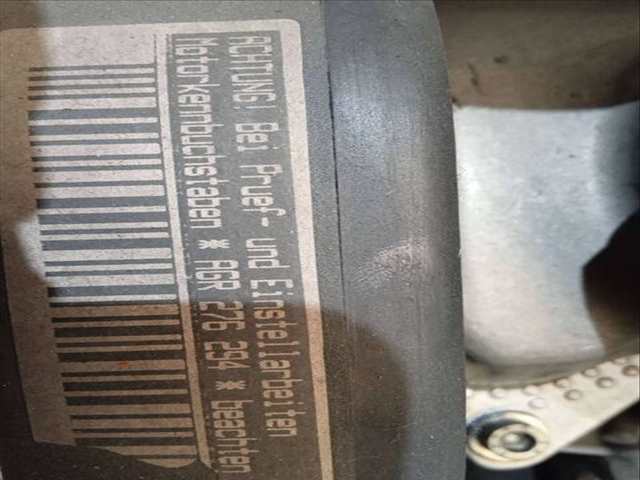 ACHTUNG: Bei Pruef- und Einstellarbeiten
Motorkennbuchstaben * AGR 276 294 * beachten